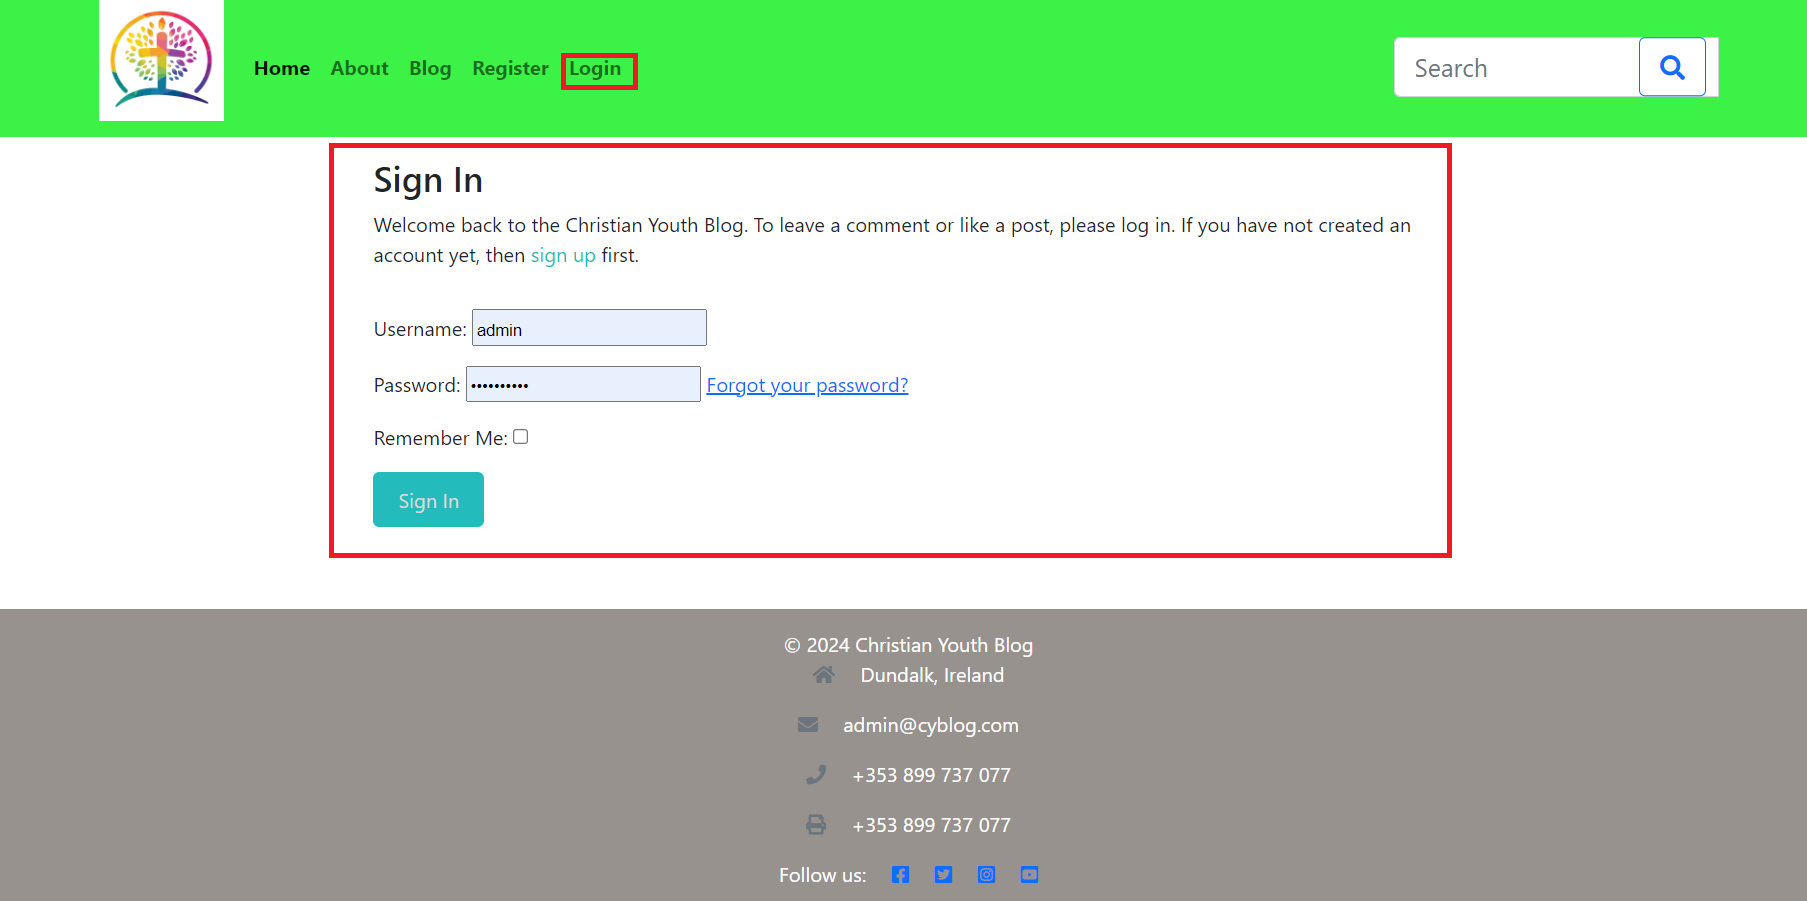 Home About Blog Register Login
Search
Sign In
Welcome back to the Christian Youth Blog. To leave a comment or like a post, please log in. If you have not created an
account yet, then sign up first.
Username: admin
Password: •••••••••• Forgot your password?
Remember Me:
Sign In
© 2024 Christian Youth Blog
Dundalk, Ireland
admin@cyblog.com
+353 899 737 077
+353 899 737 077
Follow us: